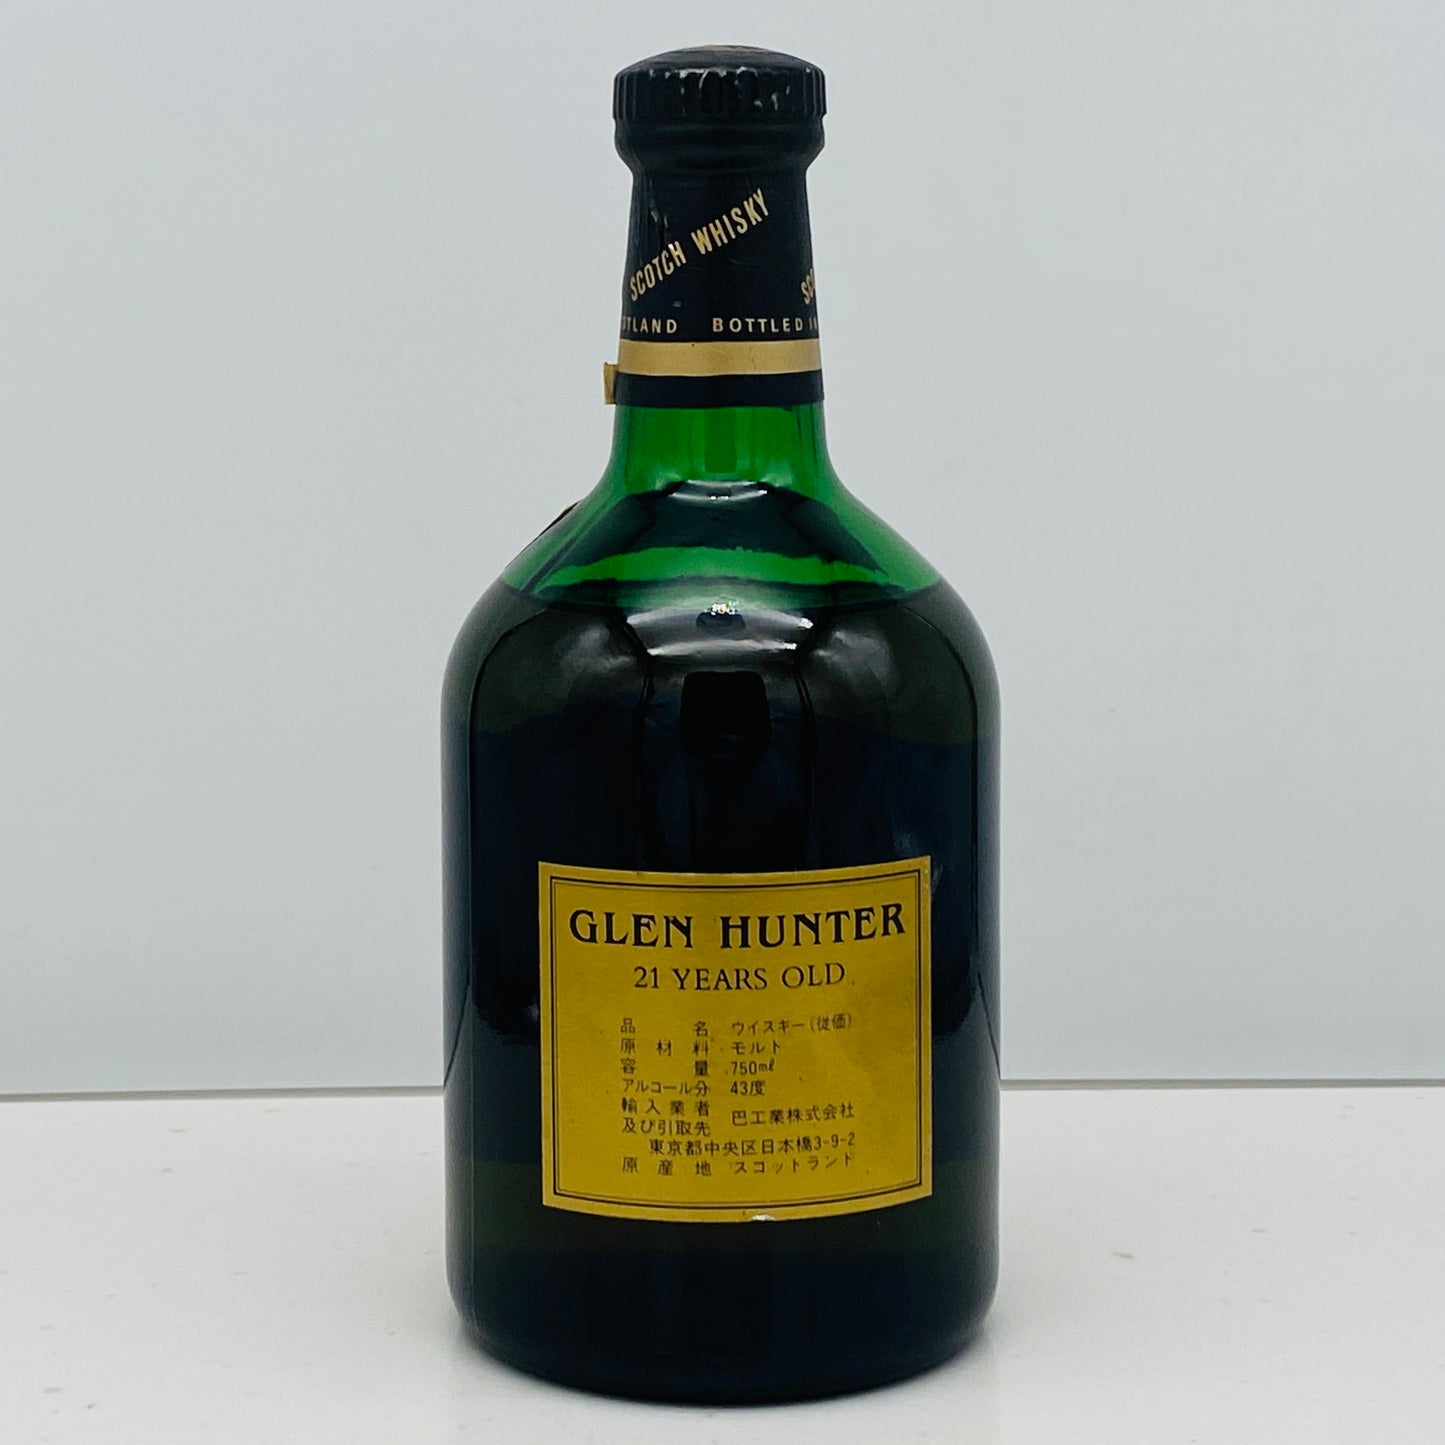 SCOTCH WHISKY
BOTTLED IN
GLEN HUNTER
21 YEARS OLD
品名 ウイスキー(従価)
原材料 モルト
容量 750ml
アルコール分 43度
輸入業者
及び引取先 巴工業株式会社
東京都中央区日本橋3-9-2
原産地 スコットランド